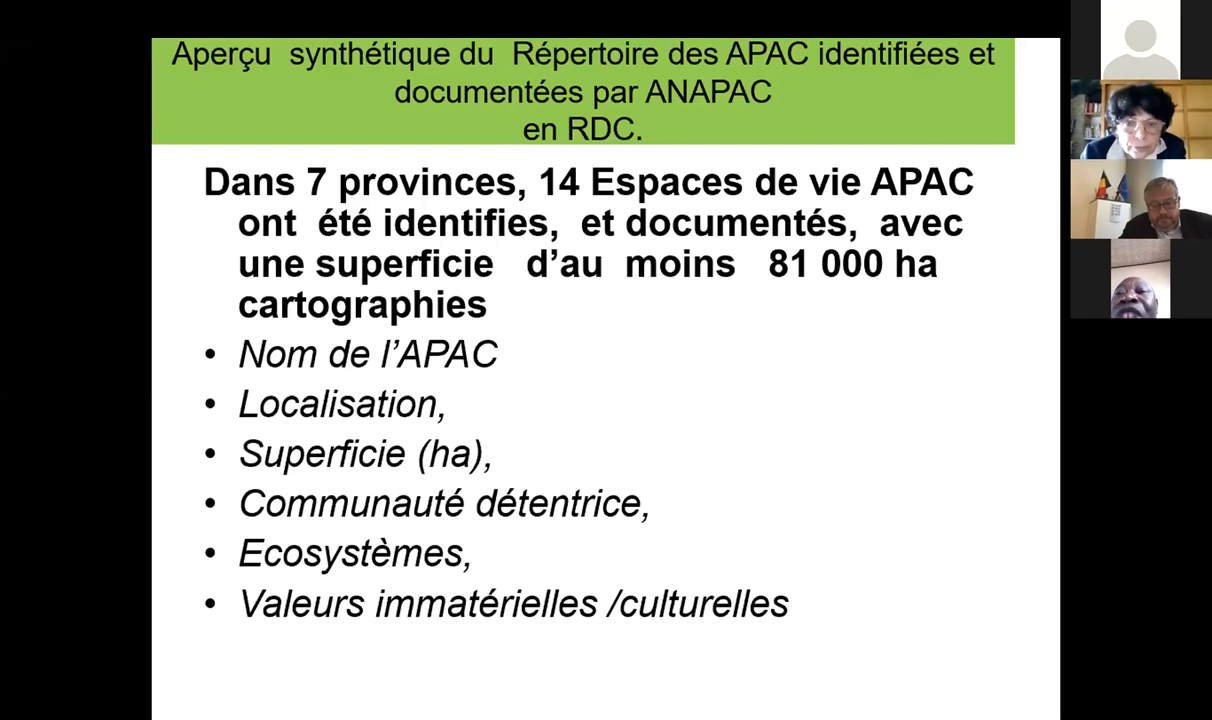 Aperçu synthétique du Répertoire des APAC identifiées et
documentées par ANAPAC
en RDC.
Dans 7 provinces, 14 Espaces de vie APAC
ont été identifies, et documentés, avec
une superficie d’au moins 81 000 ha
cartographies
• Nom de l’APAC
• Localisation,
• Superficie (ha),
• Communauté détentrice,
• Ecosystèmes,
• Valeurs immatérielles /culturelles